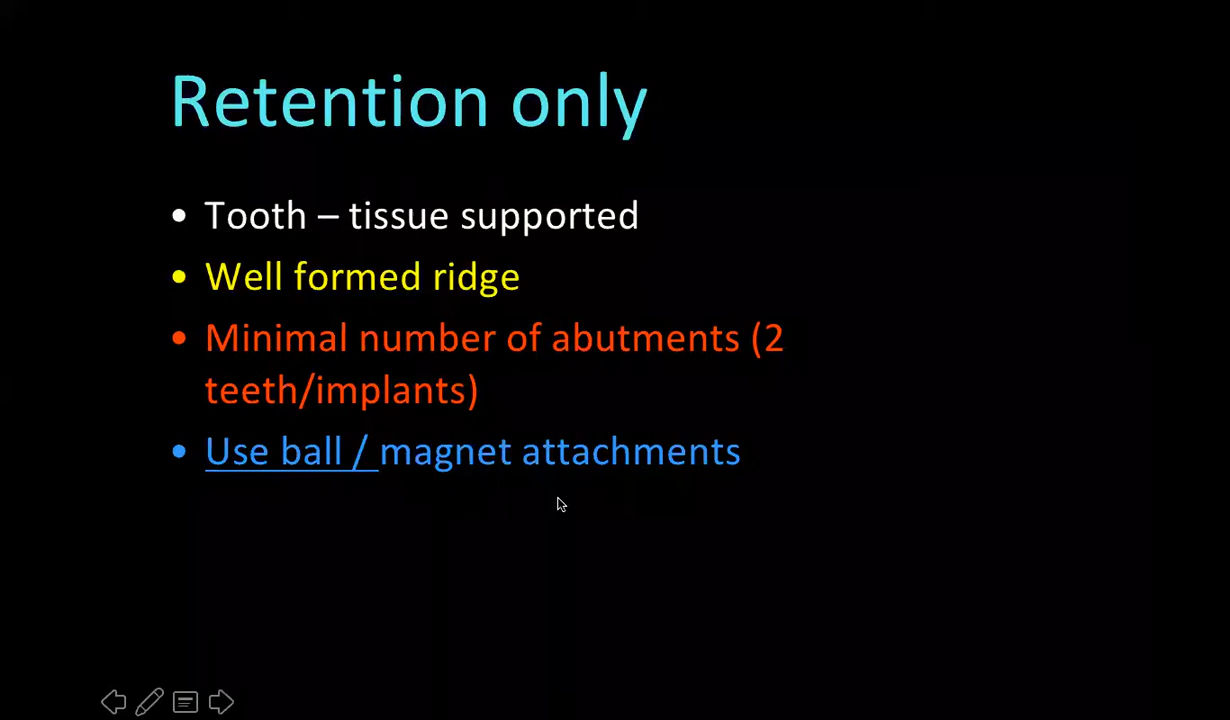 Retention only
• Tooth – tissue supported
• Well formed ridge
• Minimal number of abutments (2
teeth/implants)
• Use ball / magnet attachments